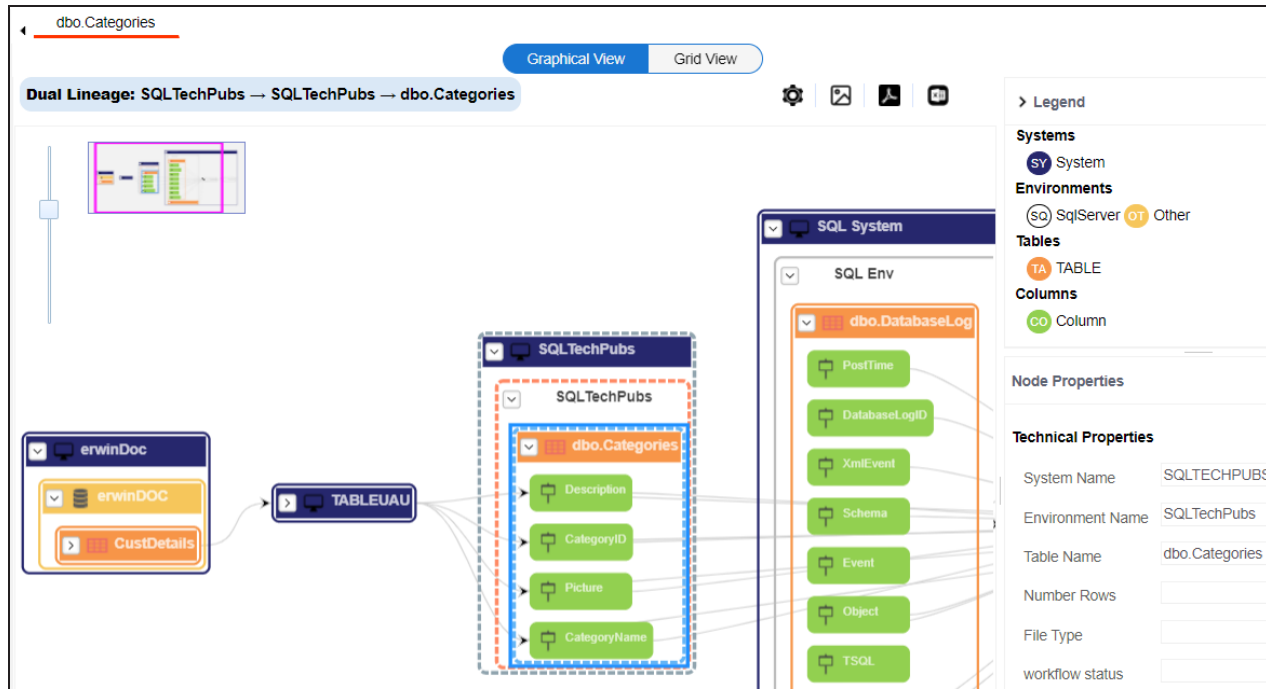 dbo.Categories
Graphical View
Grid View
Dual Lineage: SQLTechPubs → SQLTechPubs → dbo.Categories
erwinDoc
erwinDOC
CustDetails
TABLEUAU
SQLTechPubs
SQLTechPubs
dbo.Categories
Description
CategoryID
Picture
CategoryName
SQL System
SQL Env
dbo.DatabaseLog
PostTime
DatabaseLogID
XmlEvent
Schema
Event
Object
TSQL
Legend
Systems
SY System
Environments
SQ SqlServer OT Other
Tables
TA TABLE
Columns
CO Column
Node Properties
Technical Properties
System Name SQLTECHPUBS
Environment Name SQLTechPubs
Table Name dbo.Categories
Number Rows
File Type
workflow status